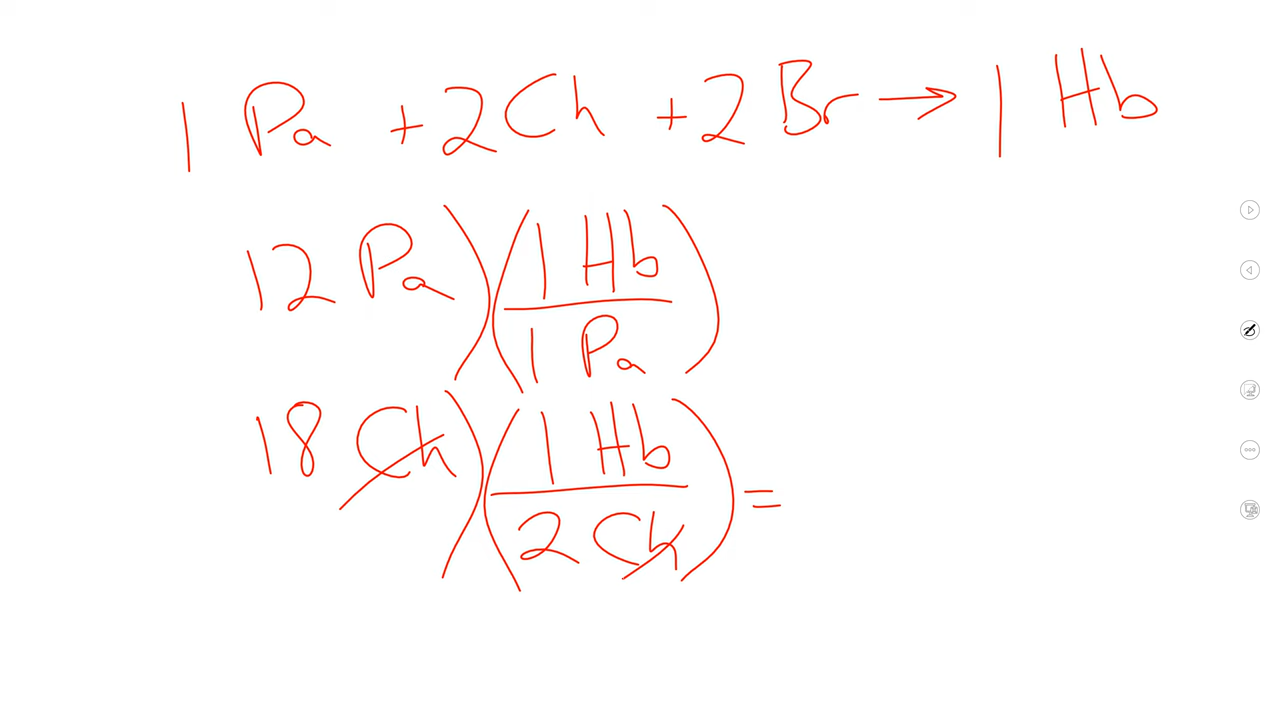 1 Pa + 2 Ch + 2 Br → 1 Hb
12 Pa ) ( 1 Hb / 1 Pa )
18 Ch ) ( 1 Hb / 2 Ch ) =